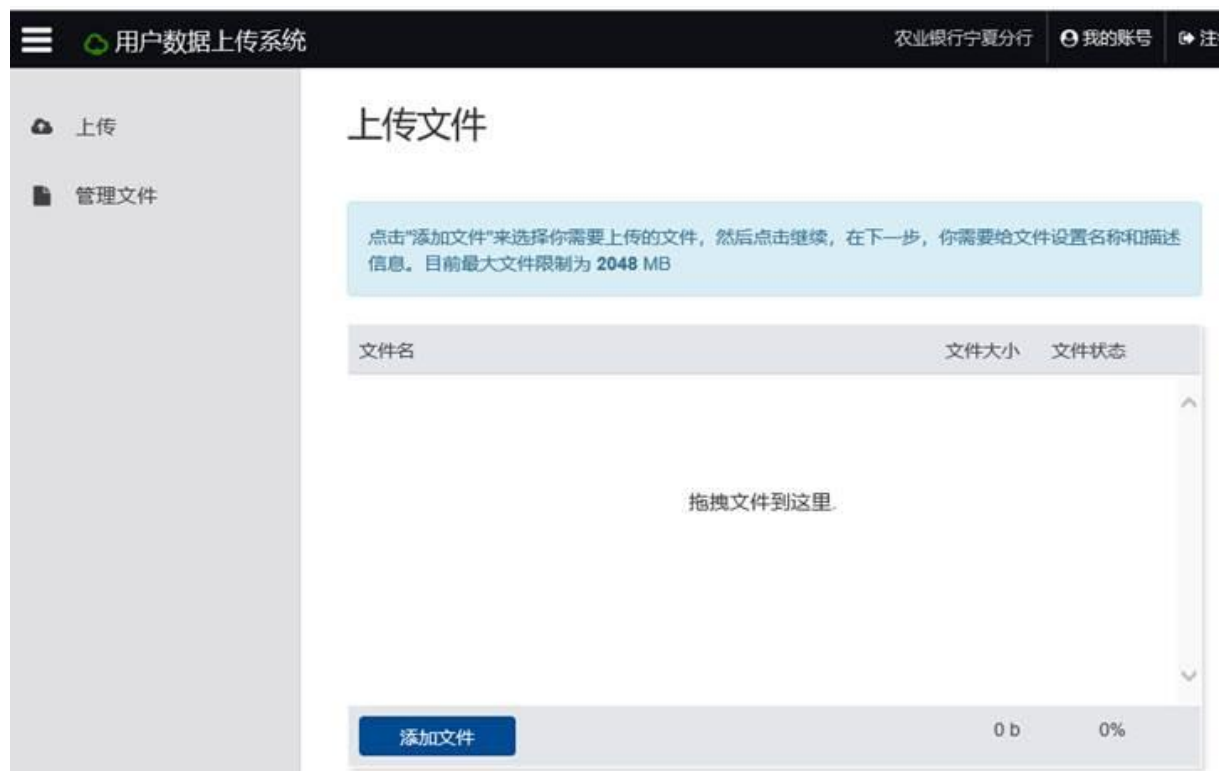 用户数据上传系统
农业银行宁夏分行 我的账号 注
上传
管理文件
上传文件
点击"添加文件"来选择你需要上传的文件，然后点击继续，在下一步，你需要给文件设置名称和描述
信息。目前最大文件限制为 2048 MB
文件名 文件大小 文件状态
拖拽文件到这里.
添加文件 0 b 0%